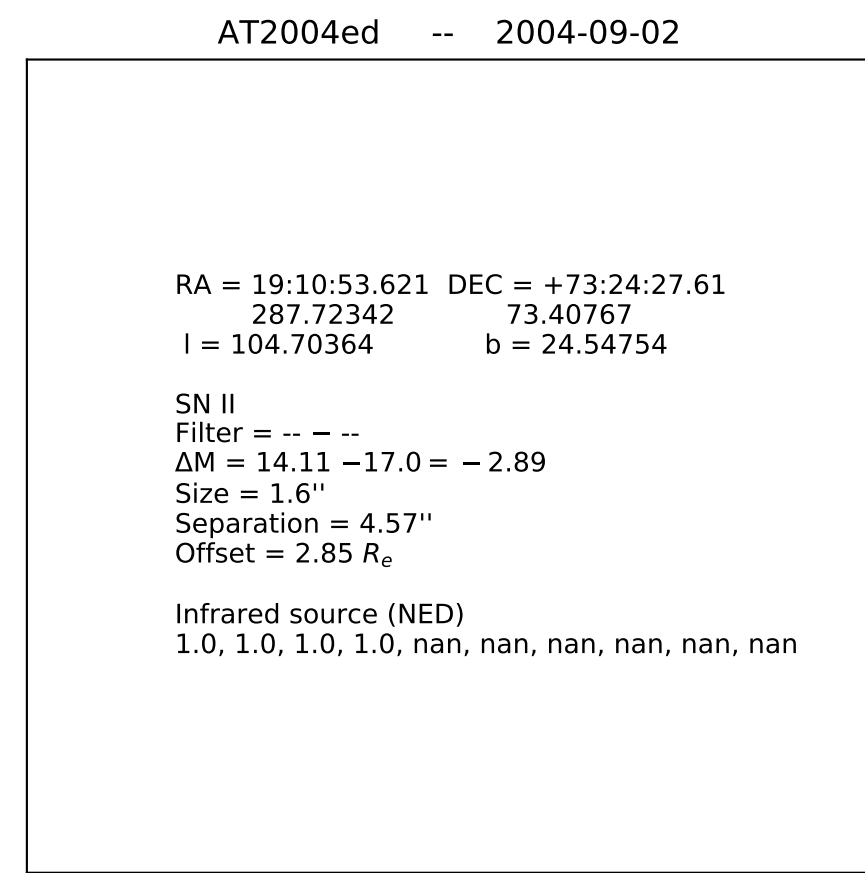 AT2004ed -- 2004-09-02
RA = 19:10:53.621 DEC = +73:24:27.61
287.72342 73.40767
l = 104.70364 b = 24.54754
SN II
Filter = -- − --
ΔM = 14.11 −17.0 = −2.89
Size = 1.6''
Separation = 4.57''
Offset = 2.85 Re
Infrared source (NED)
1.0, 1.0, 1.0, 1.0, nan, nan, nan, nan, nan, nan